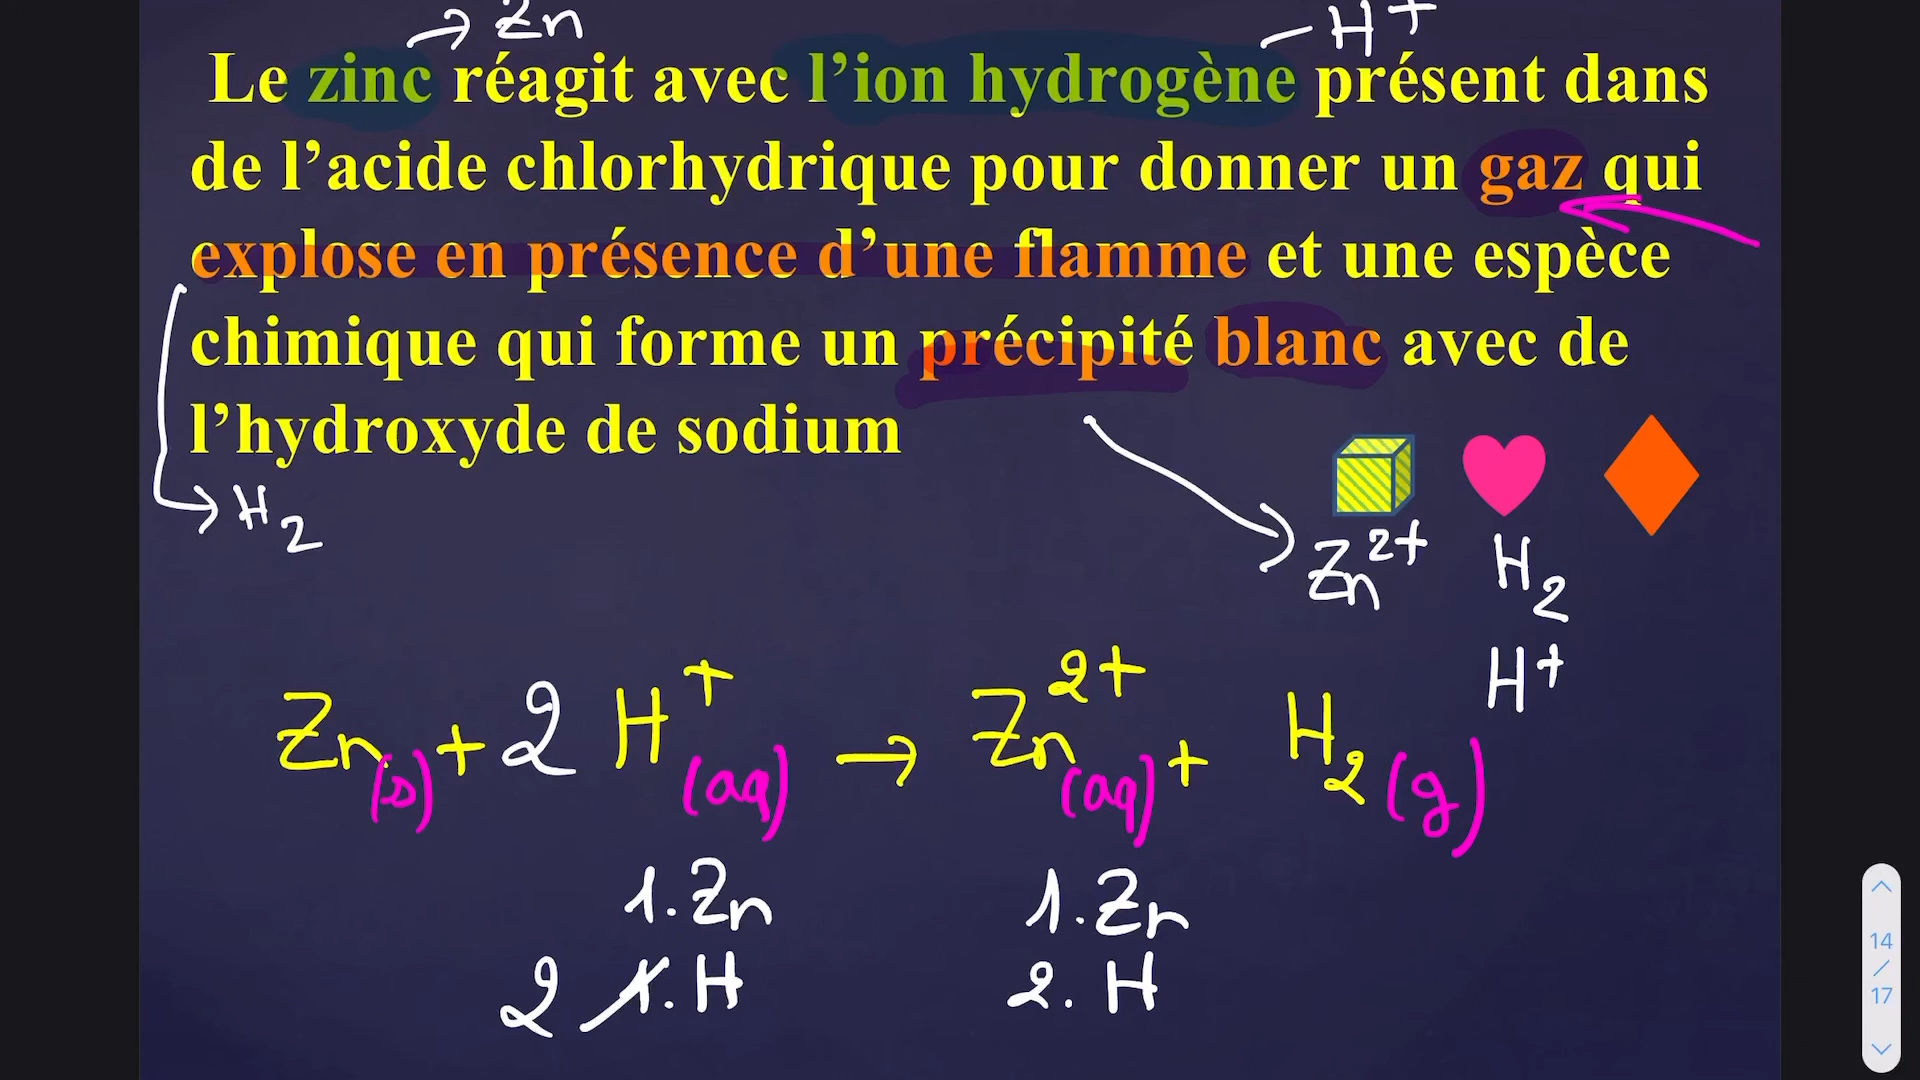 → Zn – H⁺
Le zinc réagit avec l’ion hydrogène présent dans
de l’acide chlorhydrique pour donner un gaz qui
explose en présence d’une flamme et une espèce
chimique qui forme un précipité blanc avec de
l’hydroxyde de sodium
→ H₂
Zn²⁺ H₂
H⁺
Zn(s) + 2 H⁺(aq) → Zn²⁺(aq) + H₂(g)
1. Zn 1. Zn
2 1. H 2. H
14
/
17